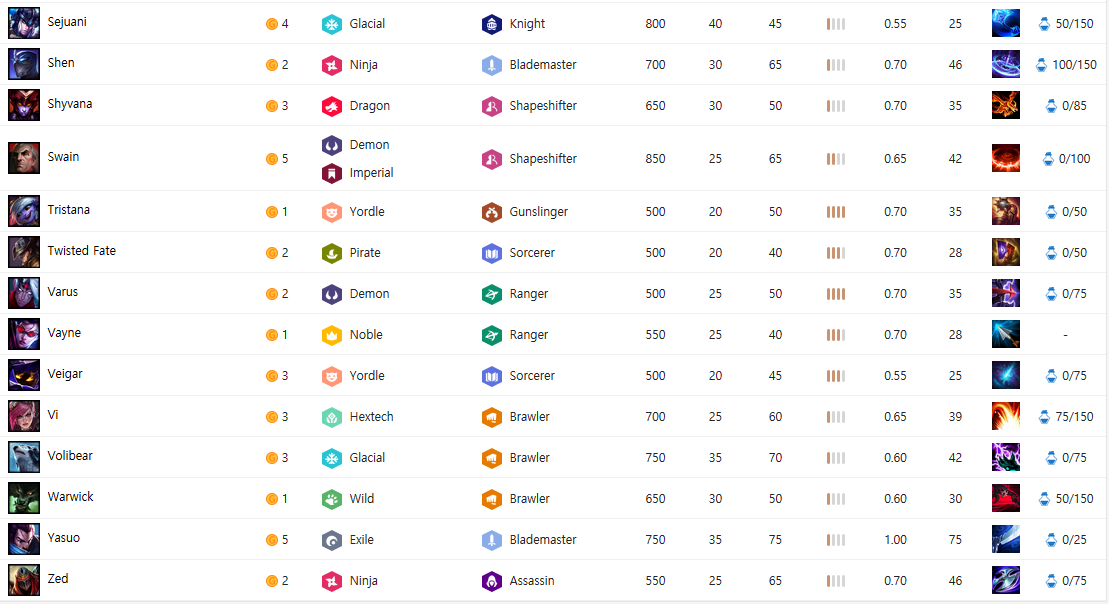 Sejuani 4 Glacial Knight 800 40 45 0.55 25 50/150
Shen 2 Ninja Blademaster 700 30 65 0.70 46 100/150
Shyvana 3 Dragon Shapeshifter 650 30 50 0.70 35 0/85
Swain 5 Demon Imperial Shapeshifter 850 25 65 0.65 42 0/100
Tristana 1 Yordle Gunslinger 500 20 50 0.70 35 0/50
Twisted Fate 2 Pirate Sorcerer 500 20 40 0.70 28 0/50
Varus 2 Demon Ranger 500 25 50 0.70 35 0/75
Vayne 1 Noble Ranger 550 25 40 0.70 28 -
Veigar 3 Yordle Sorcerer 500 20 45 0.55 25 0/75
Vi 3 Hextech Brawler 700 25 60 0.65 39 75/150
Volibear 3 Glacial Brawler 750 35 70 0.60 42 0/75
Warwick 1 Wild Brawler 650 30 50 0.60 30 50/150
Yasuo 5 Exile Blademaster 750 35 75 1.00 75 0/25
Zed 2 Ninja Assassin 550 25 65 0.70 46 0/75